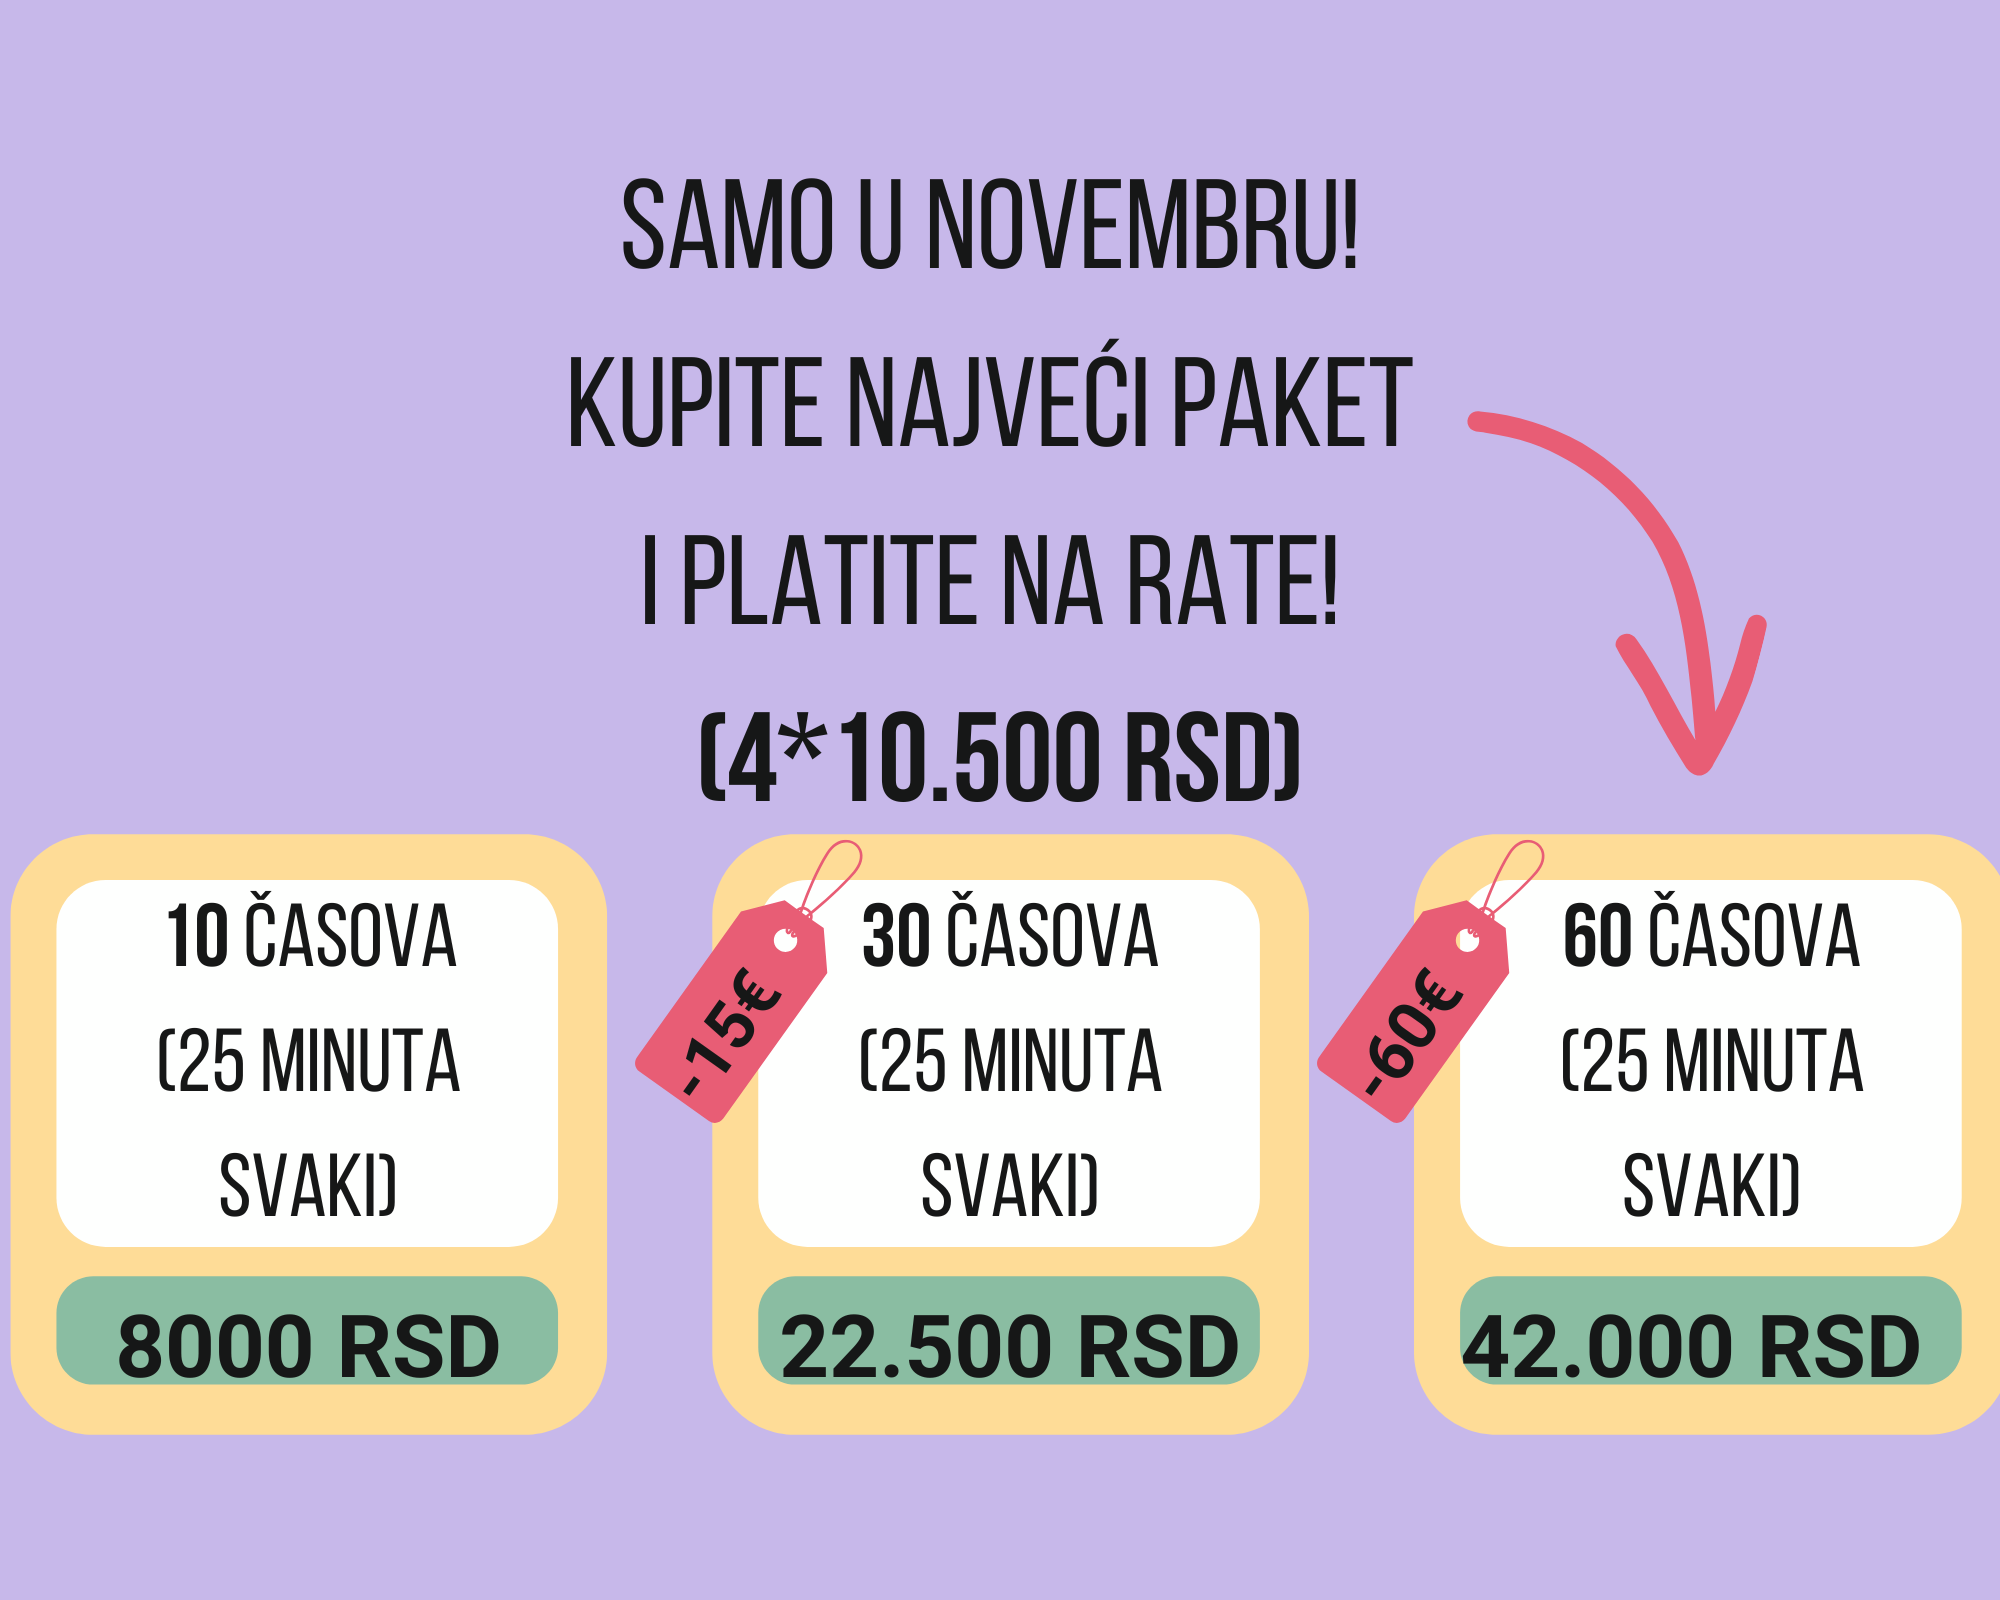 SAMO U NOVEMBRU!
KUPITE NAJVEĆI PAKET
I PLATITE NA RATE!
(4*10.500 RSD)
10 ČASOVA
(25 MINUTA
SVAKI)
8000 RSD
-15€
30 ČASOVA
(25 MINUTA
SVAKI)
22.500 RSD
-60€
60 ČASOVA
(25 MINUTA
SVAKI)
42.000 RSD